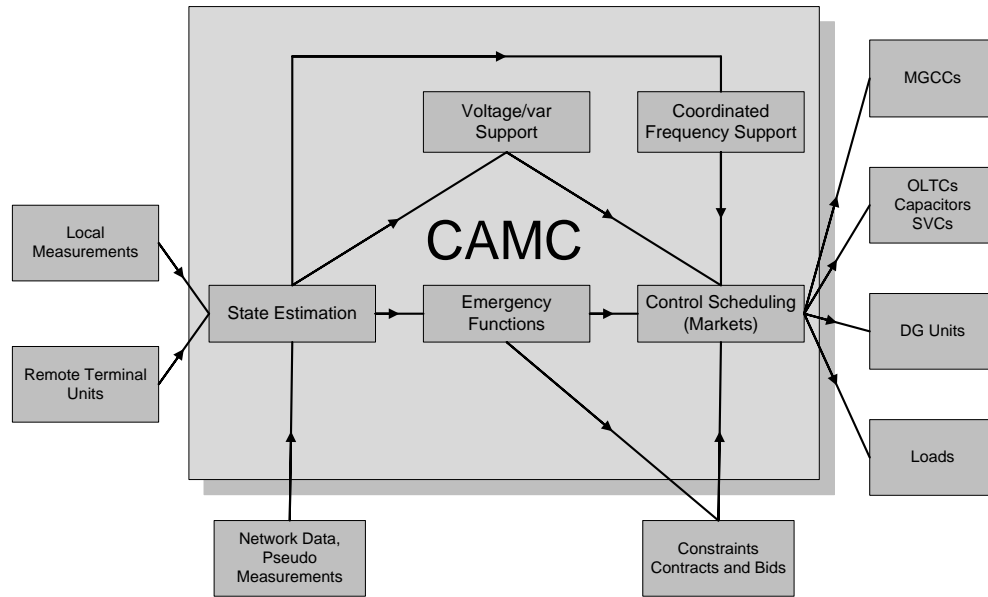 MGCCs
Voltage/var
Support
Coordinated
Frequency Support
OLTCs
Capacitors
SVCs
Local
Measurements
CAMC
State Estimation
Emergency
Functions
Control Scheduling
(Markets)
DG Units
Remote Terminal
Units
Loads
Network Data,
Pseudo
Measurements
Constraints
Contracts and Bids